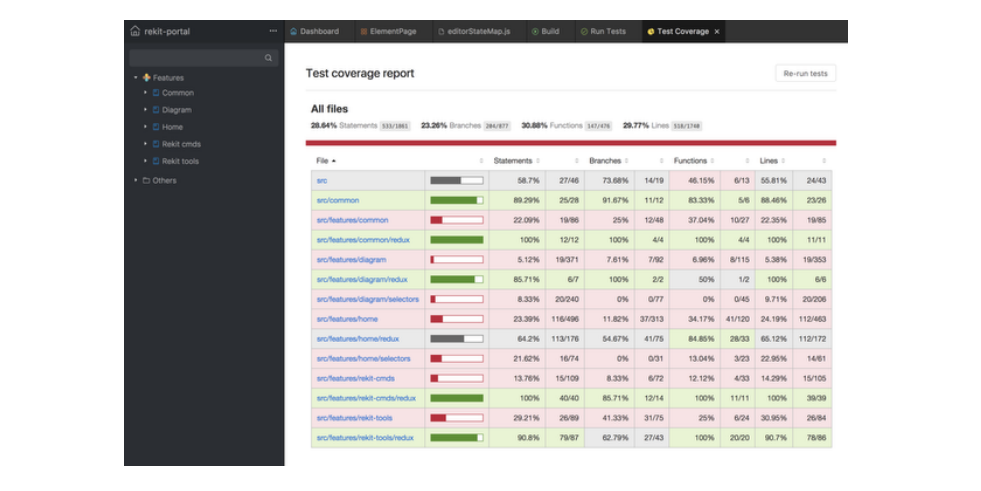 rekit-portal ...
Dashboard ElementPage editorStateMap.js Build Run Tests Test Coverage ×
Features
Common
Diagram
Home
Rekit cmds
Rekit tools
Others
Test coverage report Re-run tests
All files
28.64% Statements 533/1861 23.26% Branches 204/877 30.88% Functions 147/476 29.77% Lines 518/1740
File Statements Branches Functions Lines
src 58.7% 27/46 73.68% 14/19 46.15% 6/13 55.81% 24/43
src/common 89.29% 25/28 91.67% 11/12 83.33% 5/6 88.46% 23/26
src/features/common 22.09% 19/86 25% 12/48 37.04% 10/27 22.35% 19/85
src/features/common/redux 100% 12/12 100% 4/4 100% 4/4 100% 11/11
src/features/diagram 5.12% 19/371 7.61% 7/92 6.96% 8/115 5.38% 19/353
src/features/diagram/redux 85.71% 6/7 100% 2/2 50% 1/2 100% 6/6
src/features/diagram/selectors 8.33% 20/240 0% 0/77 0% 0/45 9.71% 20/206
src/features/home 23.39% 116/496 11.82% 37/313 34.17% 41/120 24.19% 112/463
src/features/home/redux 64.2% 113/176 54.67% 41/75 84.85% 28/33 65.12% 112/172
src/features/home/selectors 21.62% 16/74 0% 0/31 13.04% 3/23 22.95% 14/61
src/features/rekit-cmds 13.76% 15/109 8.33% 6/72 12.12% 4/33 14.29% 15/105
src/features/rekit-cmds/redux 100% 40/40 85.71% 12/14 100% 11/11 100% 39/39
src/features/rekit-tools 29.21% 26/89 41.33% 31/75 25% 6/24 30.95% 26/84
src/features/rekit-tools/redux 90.8% 79/87 62.79% 27/43 100% 20/20 90.7% 78/86